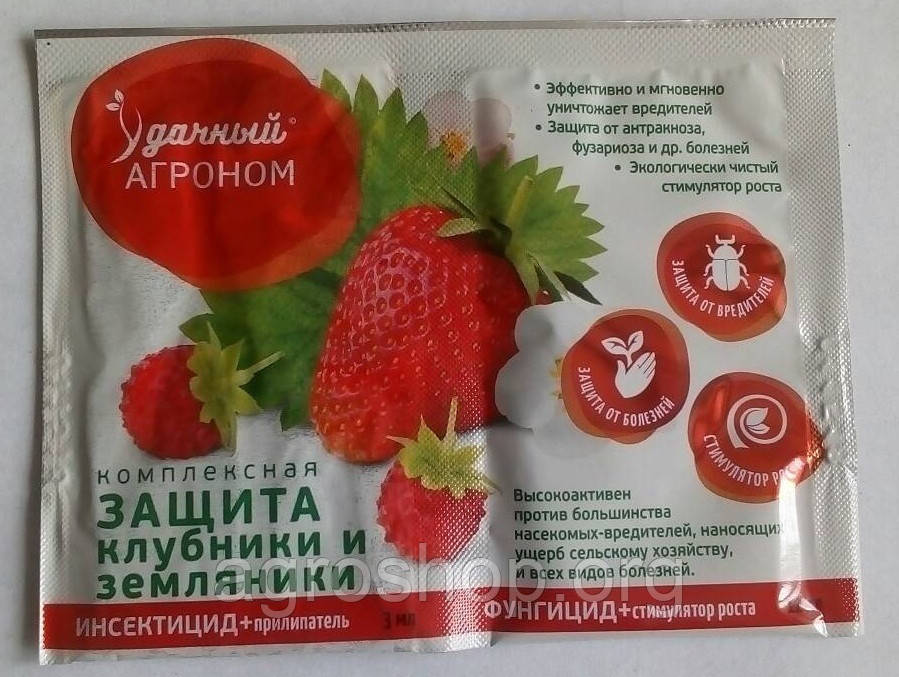 Удачный
АГРОНОМ
КОМПЛЕКСНАЯ
ЗАЩИТА
КЛУБНИКИ И
ЗЕМЛЯНИКИ
ИНСЕКТИЦИД+прилипатель 3 мл
• Эффективно и мгновенно
уничтожает вредителей
• Защита от антракноза,
фузариоза и др. болезней
• Экологически чистый
стимулятор роста
ЗАЩИТА ОТ ВРЕДИТЕЛЕЙ
ЗАЩИТА ОТ БОЛЕЗНЕЙ
СТИМУЛЯТОР
Высокоактивен
против большинства
насекомых-вредителей, наносящих
ущерб сельскому хозяйству,
и всех видов болезней.
ФУНГИЦИД+стимулятор роста
agroshop.org